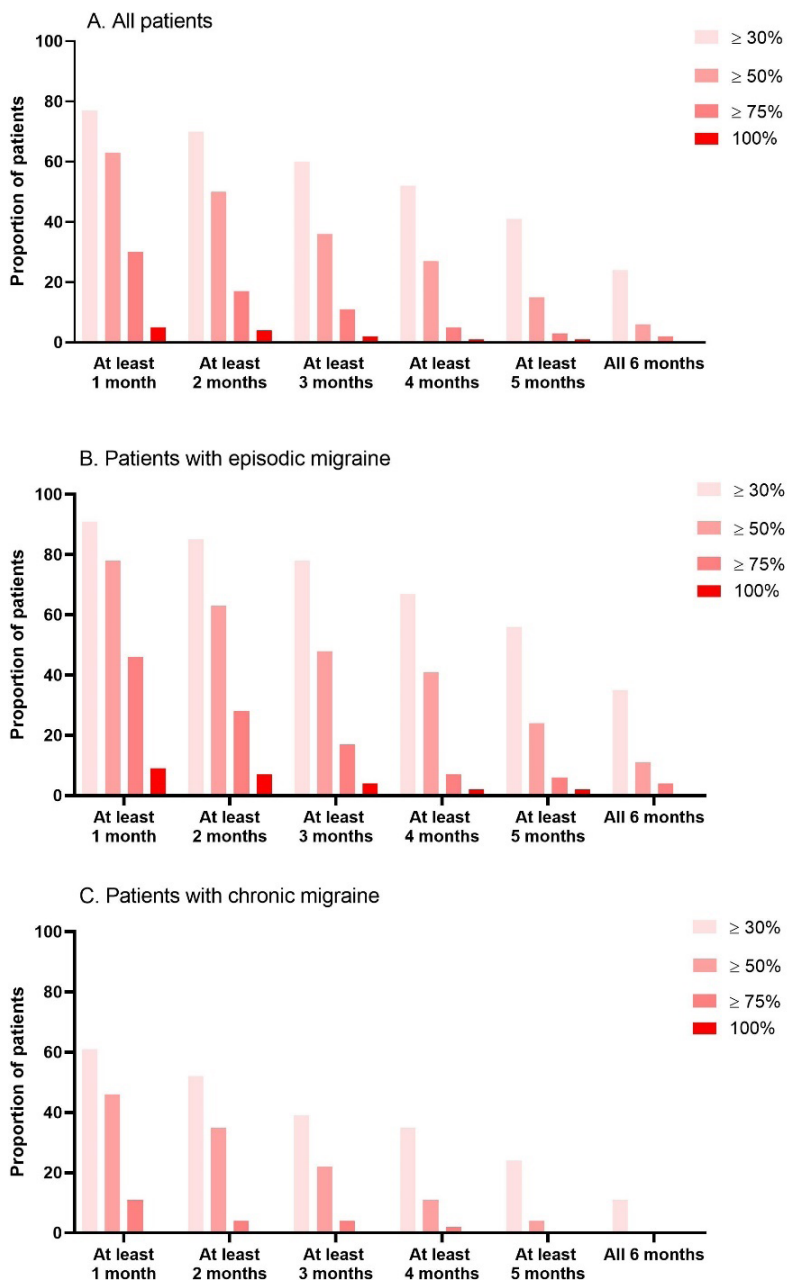 A. All patients
100
80
60
40
20
0
Proportion of patients
≥ 30%
≥ 50%
≥ 75%
100%
At least
1 month
At least
2 months
At least
3 months
At least
4 months
At least
5 months
All 6 months
B. Patients with episodic migraine
100
80
60
40
20
0
Proportion of patients
≥ 30%
≥ 50%
≥ 75%
100%
At least
1 month
At least
2 months
At least
3 months
At least
4 months
At least
5 months
All 6 months
C. Patients with chronic migraine
100
80
60
40
20
0
Proportion of patients
≥ 30%
≥ 50%
≥ 75%
100%
At least
1 month
At least
2 months
At least
3 months
At least
4 months
At least
5 months
All 6 months